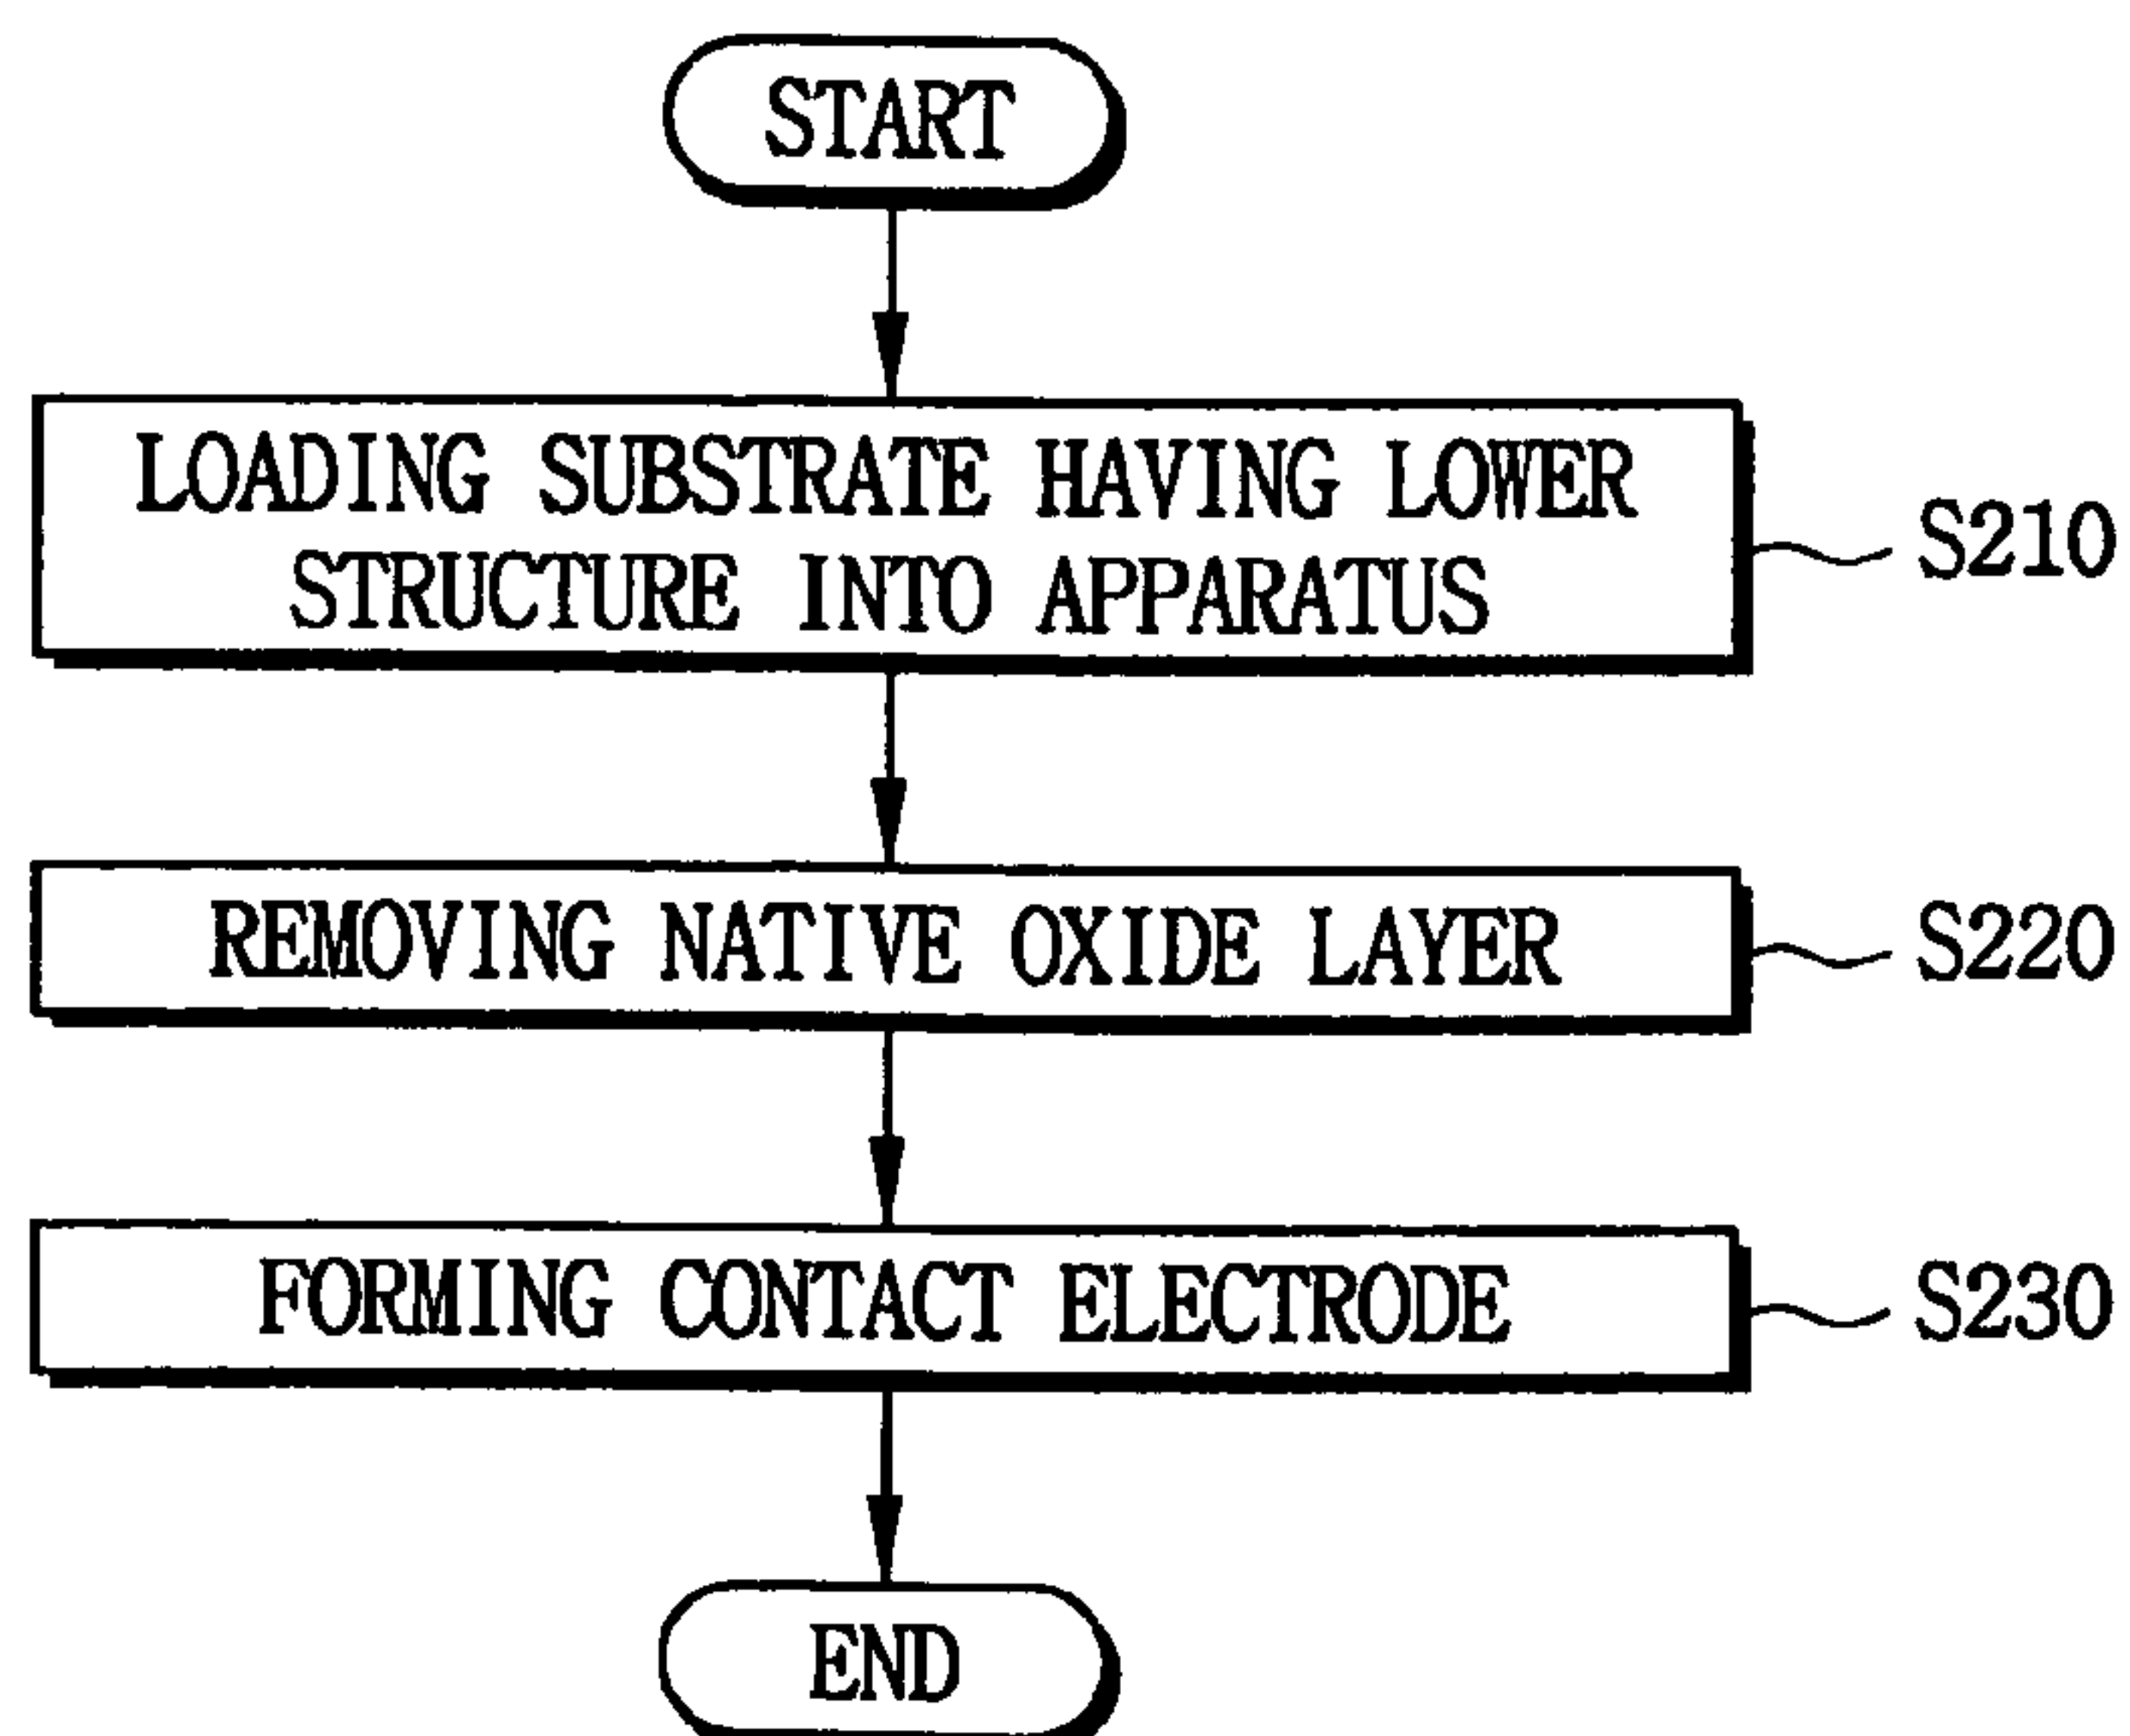 START
LOADING SUBSTRATE HAVING LOWER
STRUCTURE INTO APPARATUS
S210
REMOVING NATIVE OXIDE LAYER
S220
FORMING CONTACT ELECTRODE
S230
END